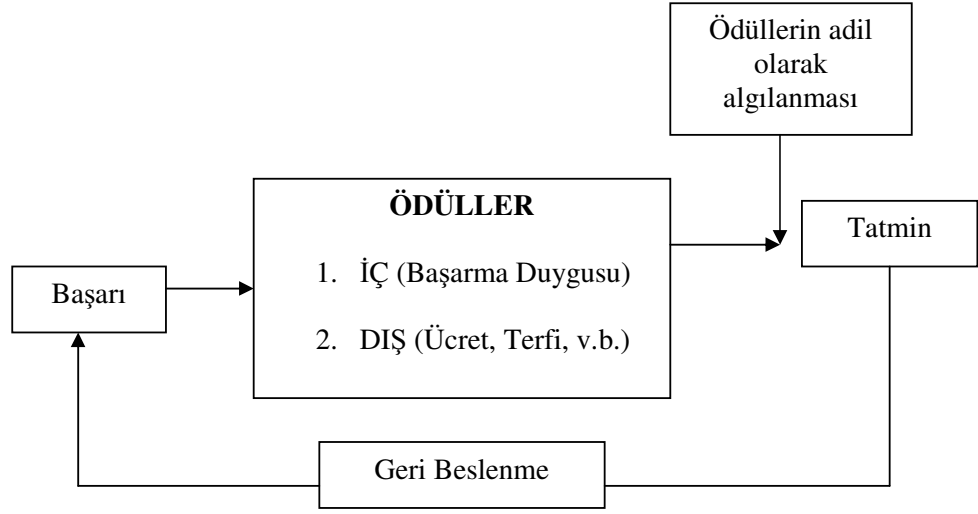 Ödüllerin adil
olarak
algılanması
ÖDÜLLER
1. İÇ (Başarma Duygusu)
2. DIŞ (Ücret, Terfi, v.b.)
Tatmin
Başarı
Geri Beslenme